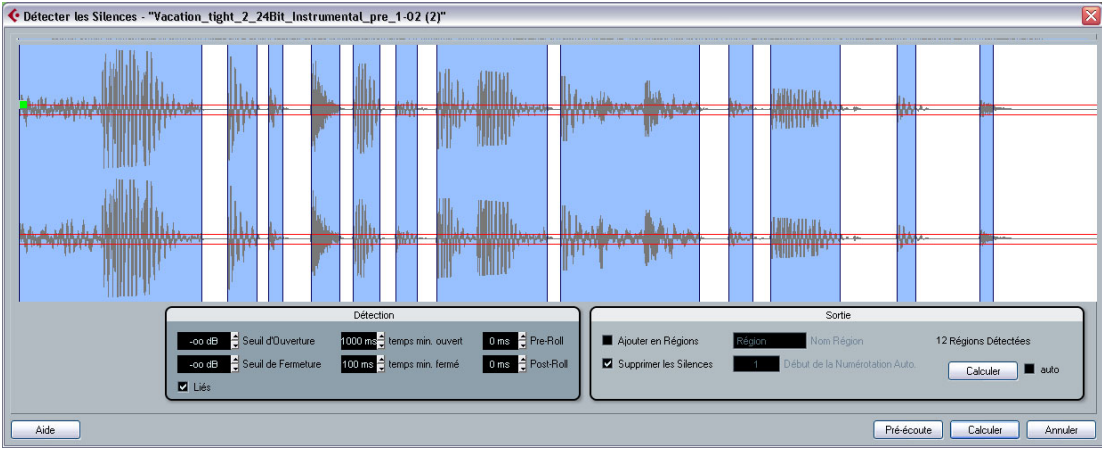 Détecter les Silences - "Vacation_tight_2_24Bit_Instrumental_pre_1-02 (2)"
Détection
-oo dB Seuil d'Ouverture 1000 ms temps min. ouvert 0 ms Pre-Roll
-oo dB Seuil de Fermeture 100 ms temps min. fermé 0 ms Post-Roll
Liés
Sortie
Ajouter en Régions Région Nom Région 12 Régions Détectées
Supprimer les Silences 1 Début de la Numérotation Auto. Calculer auto
Aide Pré-écoute Calculer Annuler